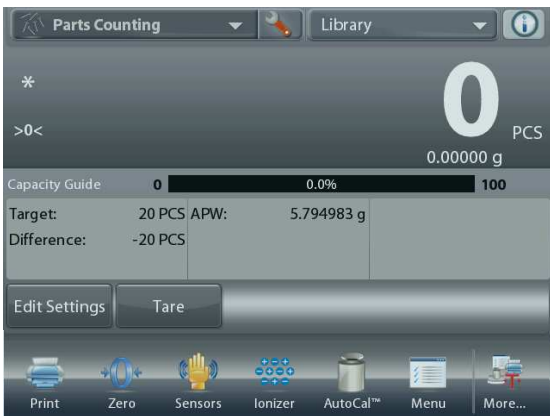 Parts Counting Library
*
0
>0< PCS
0.00000 g
Capacity Guide 0 0.0% 100
Target: 20 PCS APW: 5.794983 g
Difference: -20 PCS
Edit Settings Tare
Print Zero Sensors Ionizer AutoCal™ Menu More...